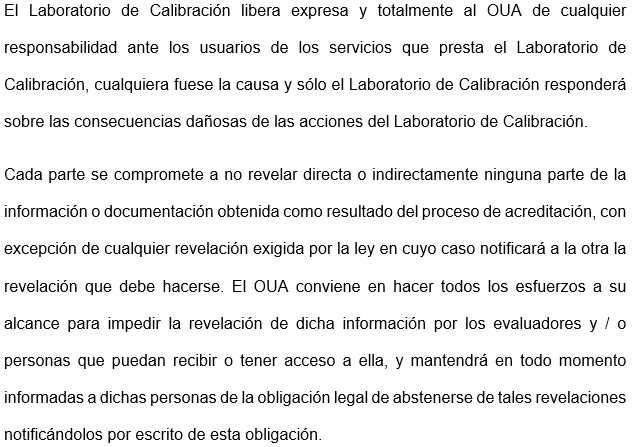 El Laboratorio de Calibración libera expresa y totalmente al OUA de cualquier
responsabilidad ante los usuarios de los servicios que presta el Laboratorio de
Calibración, cualquiera fuese la causa y sólo el Laboratorio de Calibración responderá
sobre las consecuencias dañosas de las acciones del Laboratorio de Calibración.
Cada parte se compromete a no revelar directa o indirectamente ninguna parte de la
información o documentación obtenida como resultado del proceso de acreditación, con
excepción de cualquier revelación exigida por la ley en cuyo caso notificará a la otra la
revelación que debe hacerse. El OUA conviene en hacer todos los esfuerzos a su
alcance para impedir la revelación de dicha información por los evaluadores y / o
personas que puedan recibir o tener acceso a ella, y mantendrá en todo momento
informadas a dichas personas de la obligación legal de abstenerse de tales revelaciones
notificándolos por escrito de esta obligación.